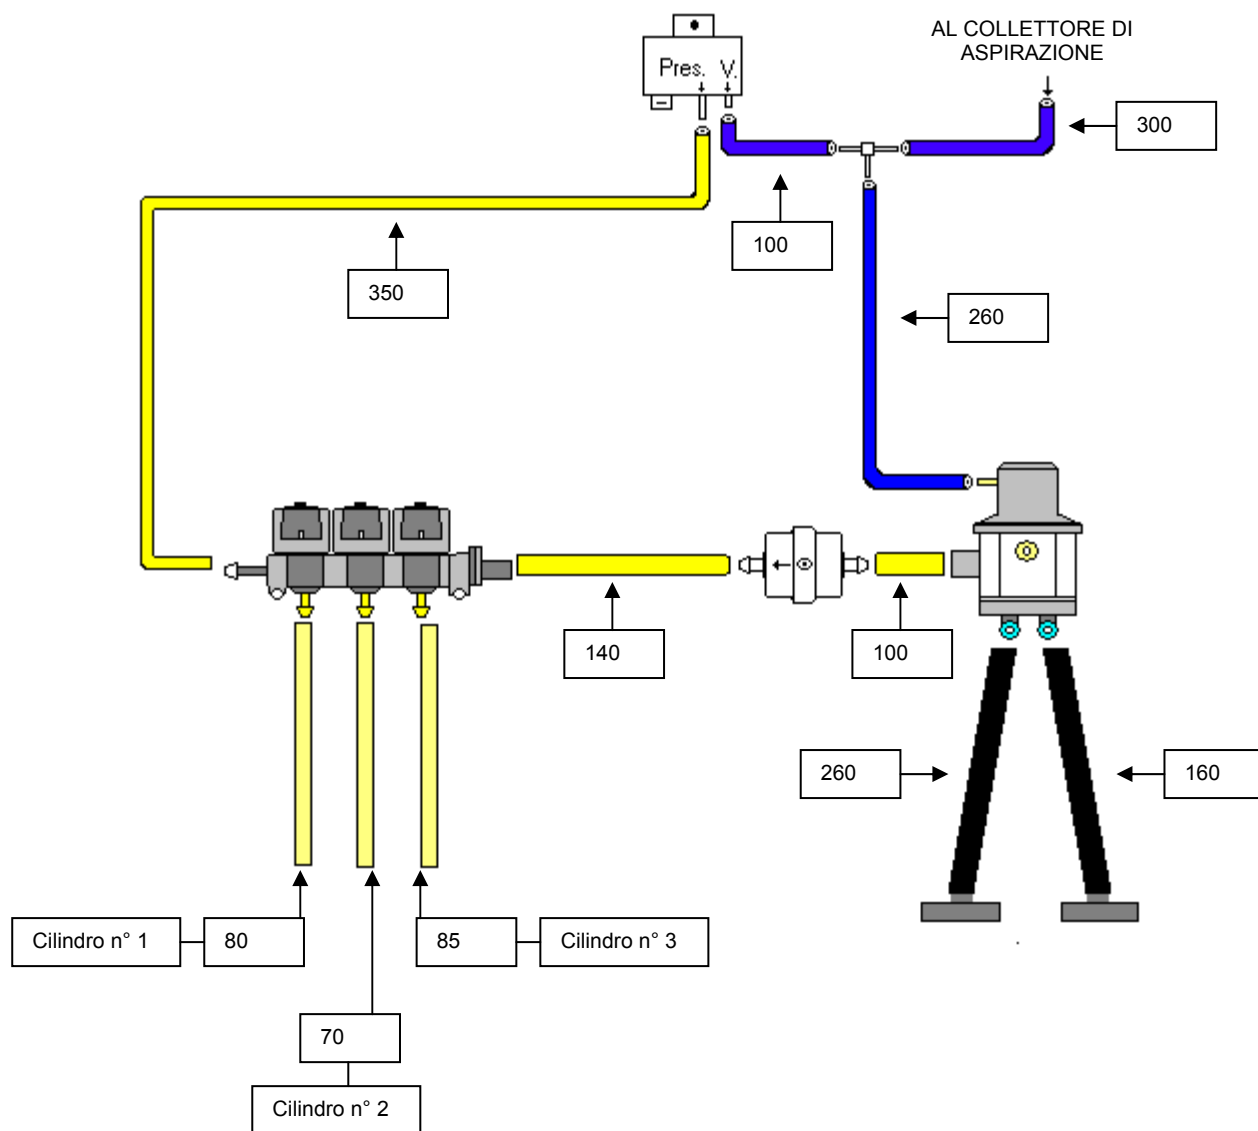 AL COLLETTORE DI
ASPIRAZIONE
Pres. V.
300
100
350
260
140
100
260
160
Cilindro n° 1
80
85
Cilindro n° 3
70
Cilindro n° 2